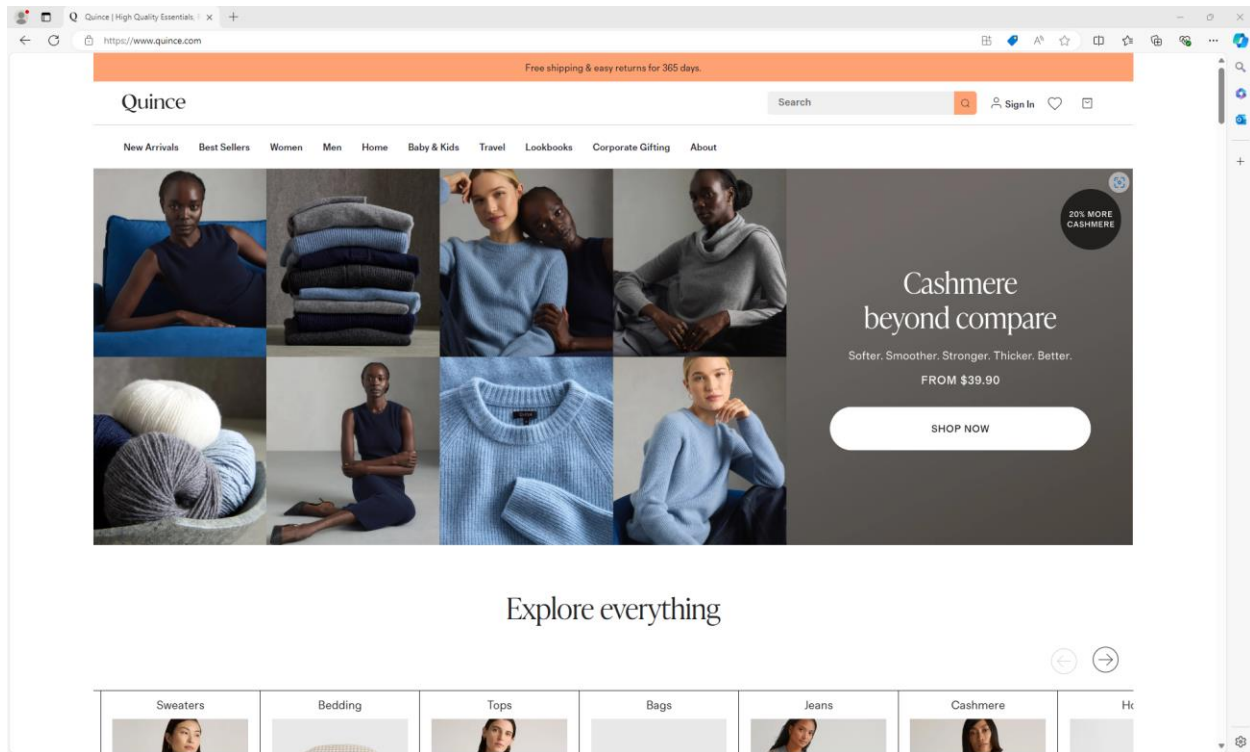 Quince | High Quality Essentials,
https://www.quince.com
Free shipping & easy returns for 365 days.
Quince
Search
Sign In
New Arrivals Best Sellers Women Men Home Baby & Kids Travel Lookbooks Corporate Gifting About
20% MORE
CASHMERE
Cashmere
beyond compare
Softer. Smoother. Stronger. Thicker. Better.
FROM $39.90
SHOP NOW
Explore everything
Sweaters Bedding Tops Bags Jeans Cashmere